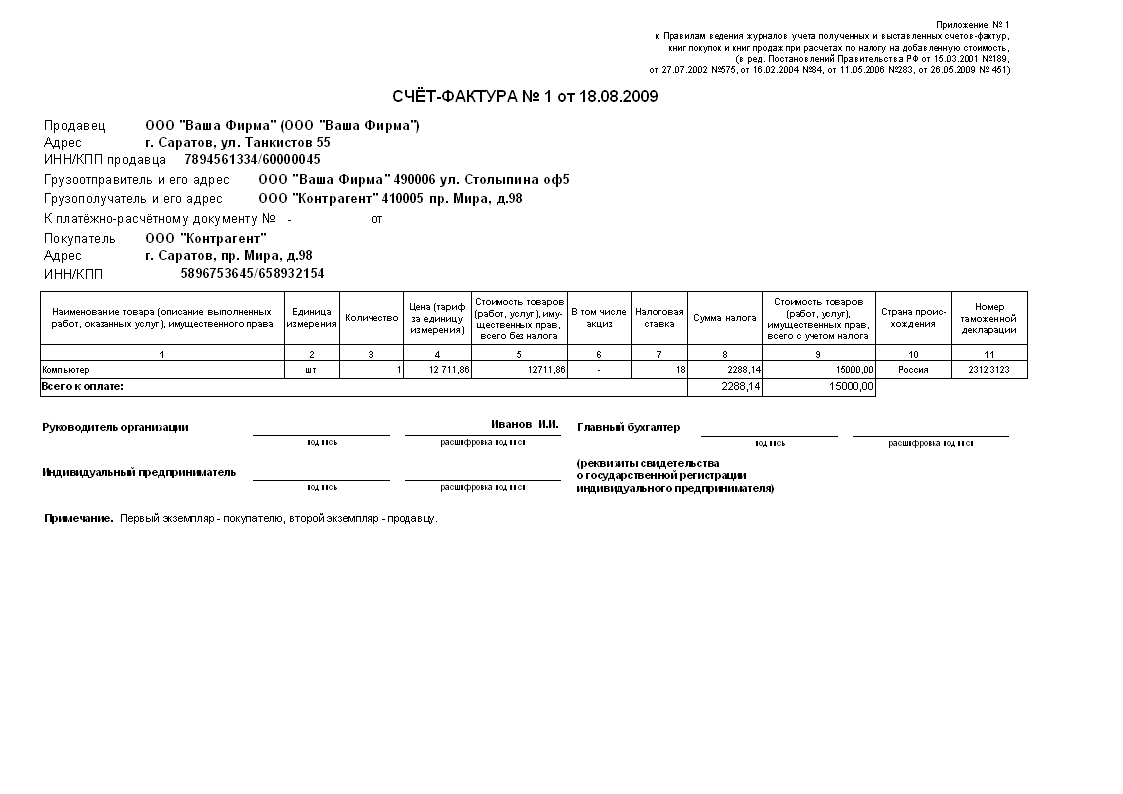 Приложение № 1
к Правилам ведения журналов учета полученных и выставленных счетов-фактур,
книг покупок и книг продаж при расчетах по налогу на добавленную стоимость,
(в ред. Постановлений Правительства РФ от 15.03.2001 №189,
от 27.07.2002 №575, от 16.02.2004 №84, от 11.05.2006 №283, от 26.05.2009 № 451)
СЧЁТ-ФАКТУРА № 1 от 18.08.2009
Продавец ООО "Ваша Фирма" (ООО "Ваша Фирма")
Адрес г. Саратов, ул. Танкистов 55
ИНН/КПП продавца 7894561334/60000045
Грузоотправитель и его адрес ООО "Ваша Фирма" 490006 ул. Столыпина оф5
Грузополучатель и его адрес ООО "Контрагент" 410005 пр. Мира, д.98
К платёжно-расчётному документу № - от
Покупатель ООО "Контрагент"
Адрес г. Саратов, пр. Мира, д.98
ИНН/КПП 5896753645/658932154
Наименование товара (описание выполненных
работ, оказанных услуг), имущественного права
Единица
измерения
Количество
Цена (тариф
за единицу
измерения)
Стоимость товаров
(работ, услуг), иму-
щественных прав,
всего без налога
В том числе
акциз
Налоговая
ставка
Сумма налога
Стоимость товаров
(работ, услуг),
имущественных прав,
всего с учетом налога
Страна проис-
хождения
Номер
таможенной
декларации
1 2 3 4 5 6 7 8 9 10 11
Компьютер шт 1 12 711,86 12711,86 - 18 2288,14 15000,00 Россия 23123123
Всего к оплате: 2288,14 15000,00
Руководитель организации Иванов И.И. Главный бухгалтер
подпись расшифровка подписи подпись расшифровка подписи
Индивидуальный предприниматель
подпись расшифровка подписи
(реквизиты свидетельства
о государственной регистрации
индивидуального предпринимателя)
Примечание. Первый экземпляр - покупателю, второй экземпляр - продавцу.